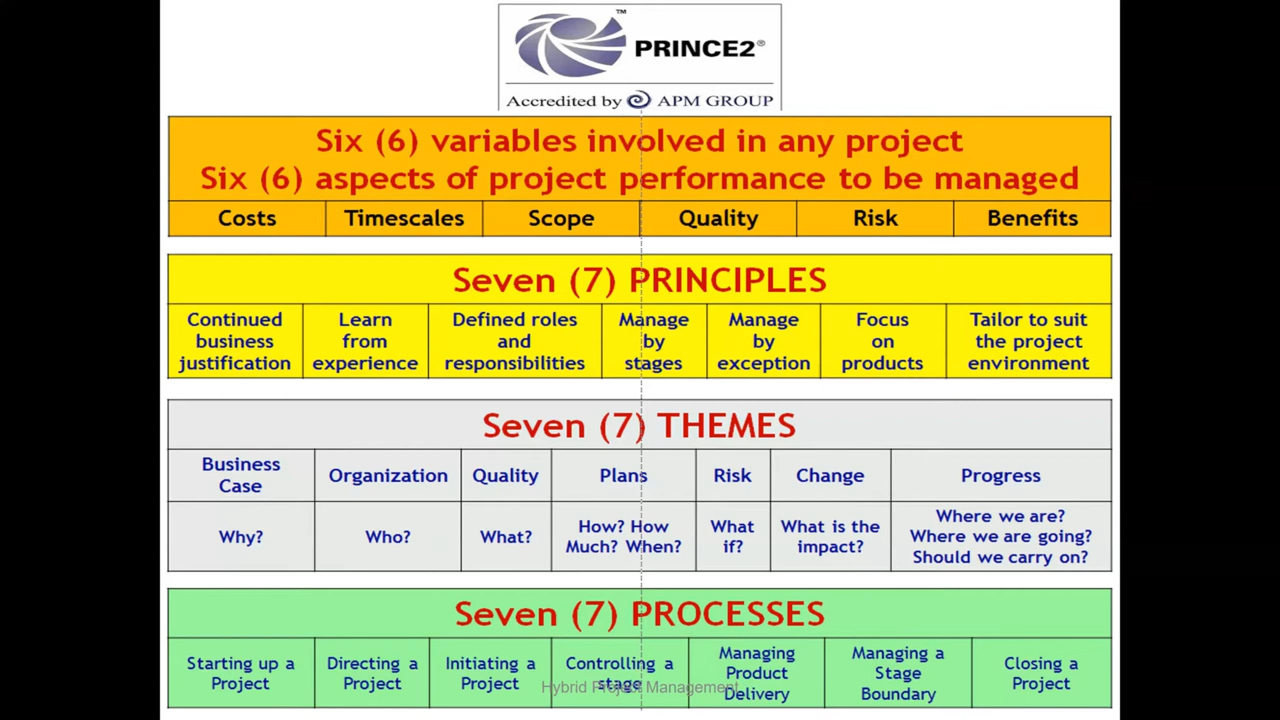 ™
PRINCE2®
Accredited by APM GROUP
Six (6) variables involved in any project
Six (6) aspects of project performance to be managed
Costs
Timescales
Scope
Quality
Risk
Benefits
Seven (7) PRINCIPLES
Continued
business
justification
Learn
from
experience
Defined roles
and
responsibilities
Manage
by
stages
Manage
by
exception
Focus
on
products
Tailor to suit
the project
environment
Seven (7) THEMES
Business
Case
Organization
Quality
Plans
Risk
Change
Progress
Why?
Who?
What?
How? How
Much? When?
What
if?
What is the
impact?
Where we are?
Where we are going?
Should we carry on?
Seven (7) PROCESSES
Starting up a
Project
Directing a
Project
Initiating a
Project
Controlling a
stage
Managing
Product
Delivery
Managing a
Stage
Boundary
Closing a
Project
Hybrid Project Management